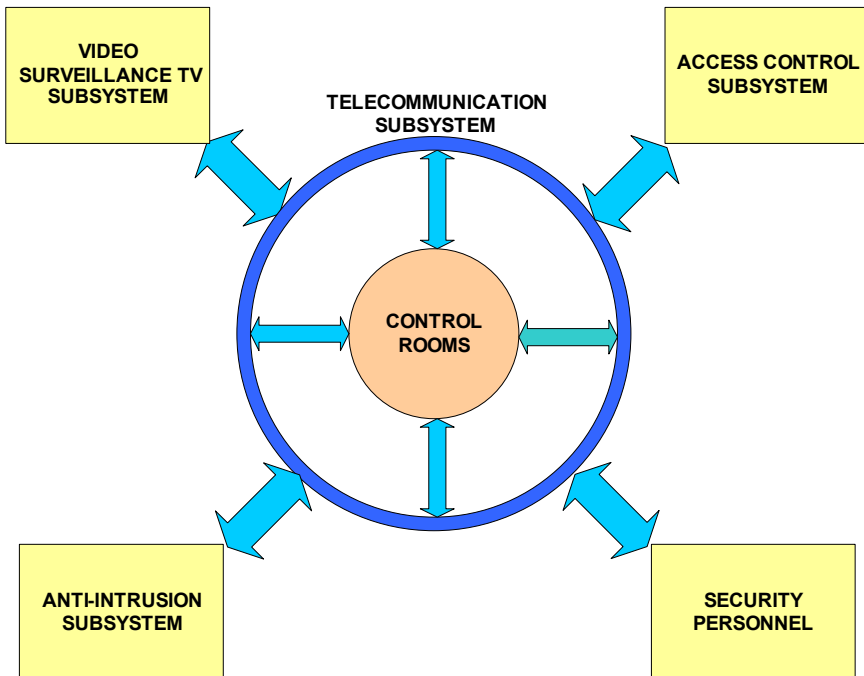 VIDEO
SURVEILLANCE TV
SUBSYSTEM
ACCESS CONTROL
SUBSYSTEM
TELECOMMUNICATION
SUBSYSTEM
CONTROL
ROOMS
ANTI-INTRUSION
SUBSYSTEM
SECURITY
PERSONNEL